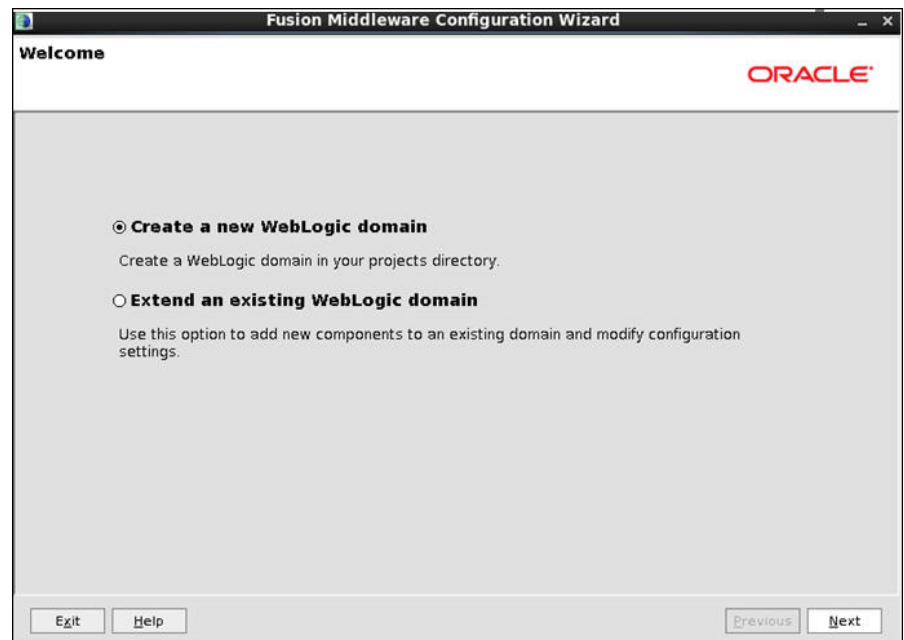 Fusion Middleware Configuration Wizard
Welcome
ORACLE
Create a new WebLogic domain
Create a WebLogic domain in your projects directory.
Extend an existing WebLogic domain
Use this option to add new components to an existing domain and modify configuration
settings.
Exit Help Previous Next